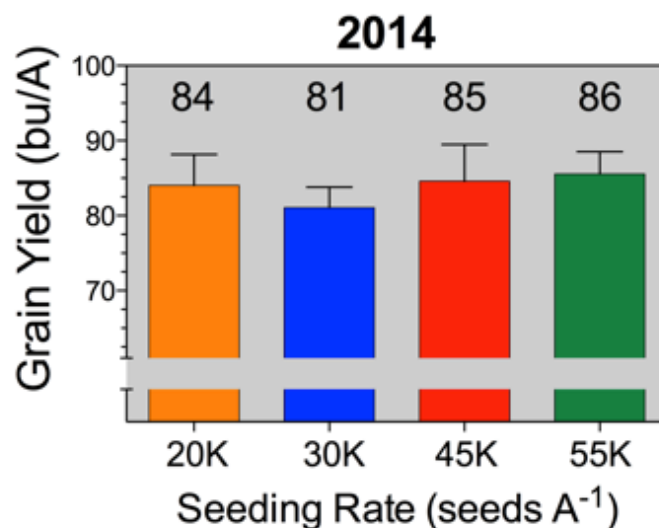 2014
Grain Yield (bu/A)
100
90
80
70
84 81 85 86
20K 30K 45K 55K
Seeding Rate (seeds A⁻¹)